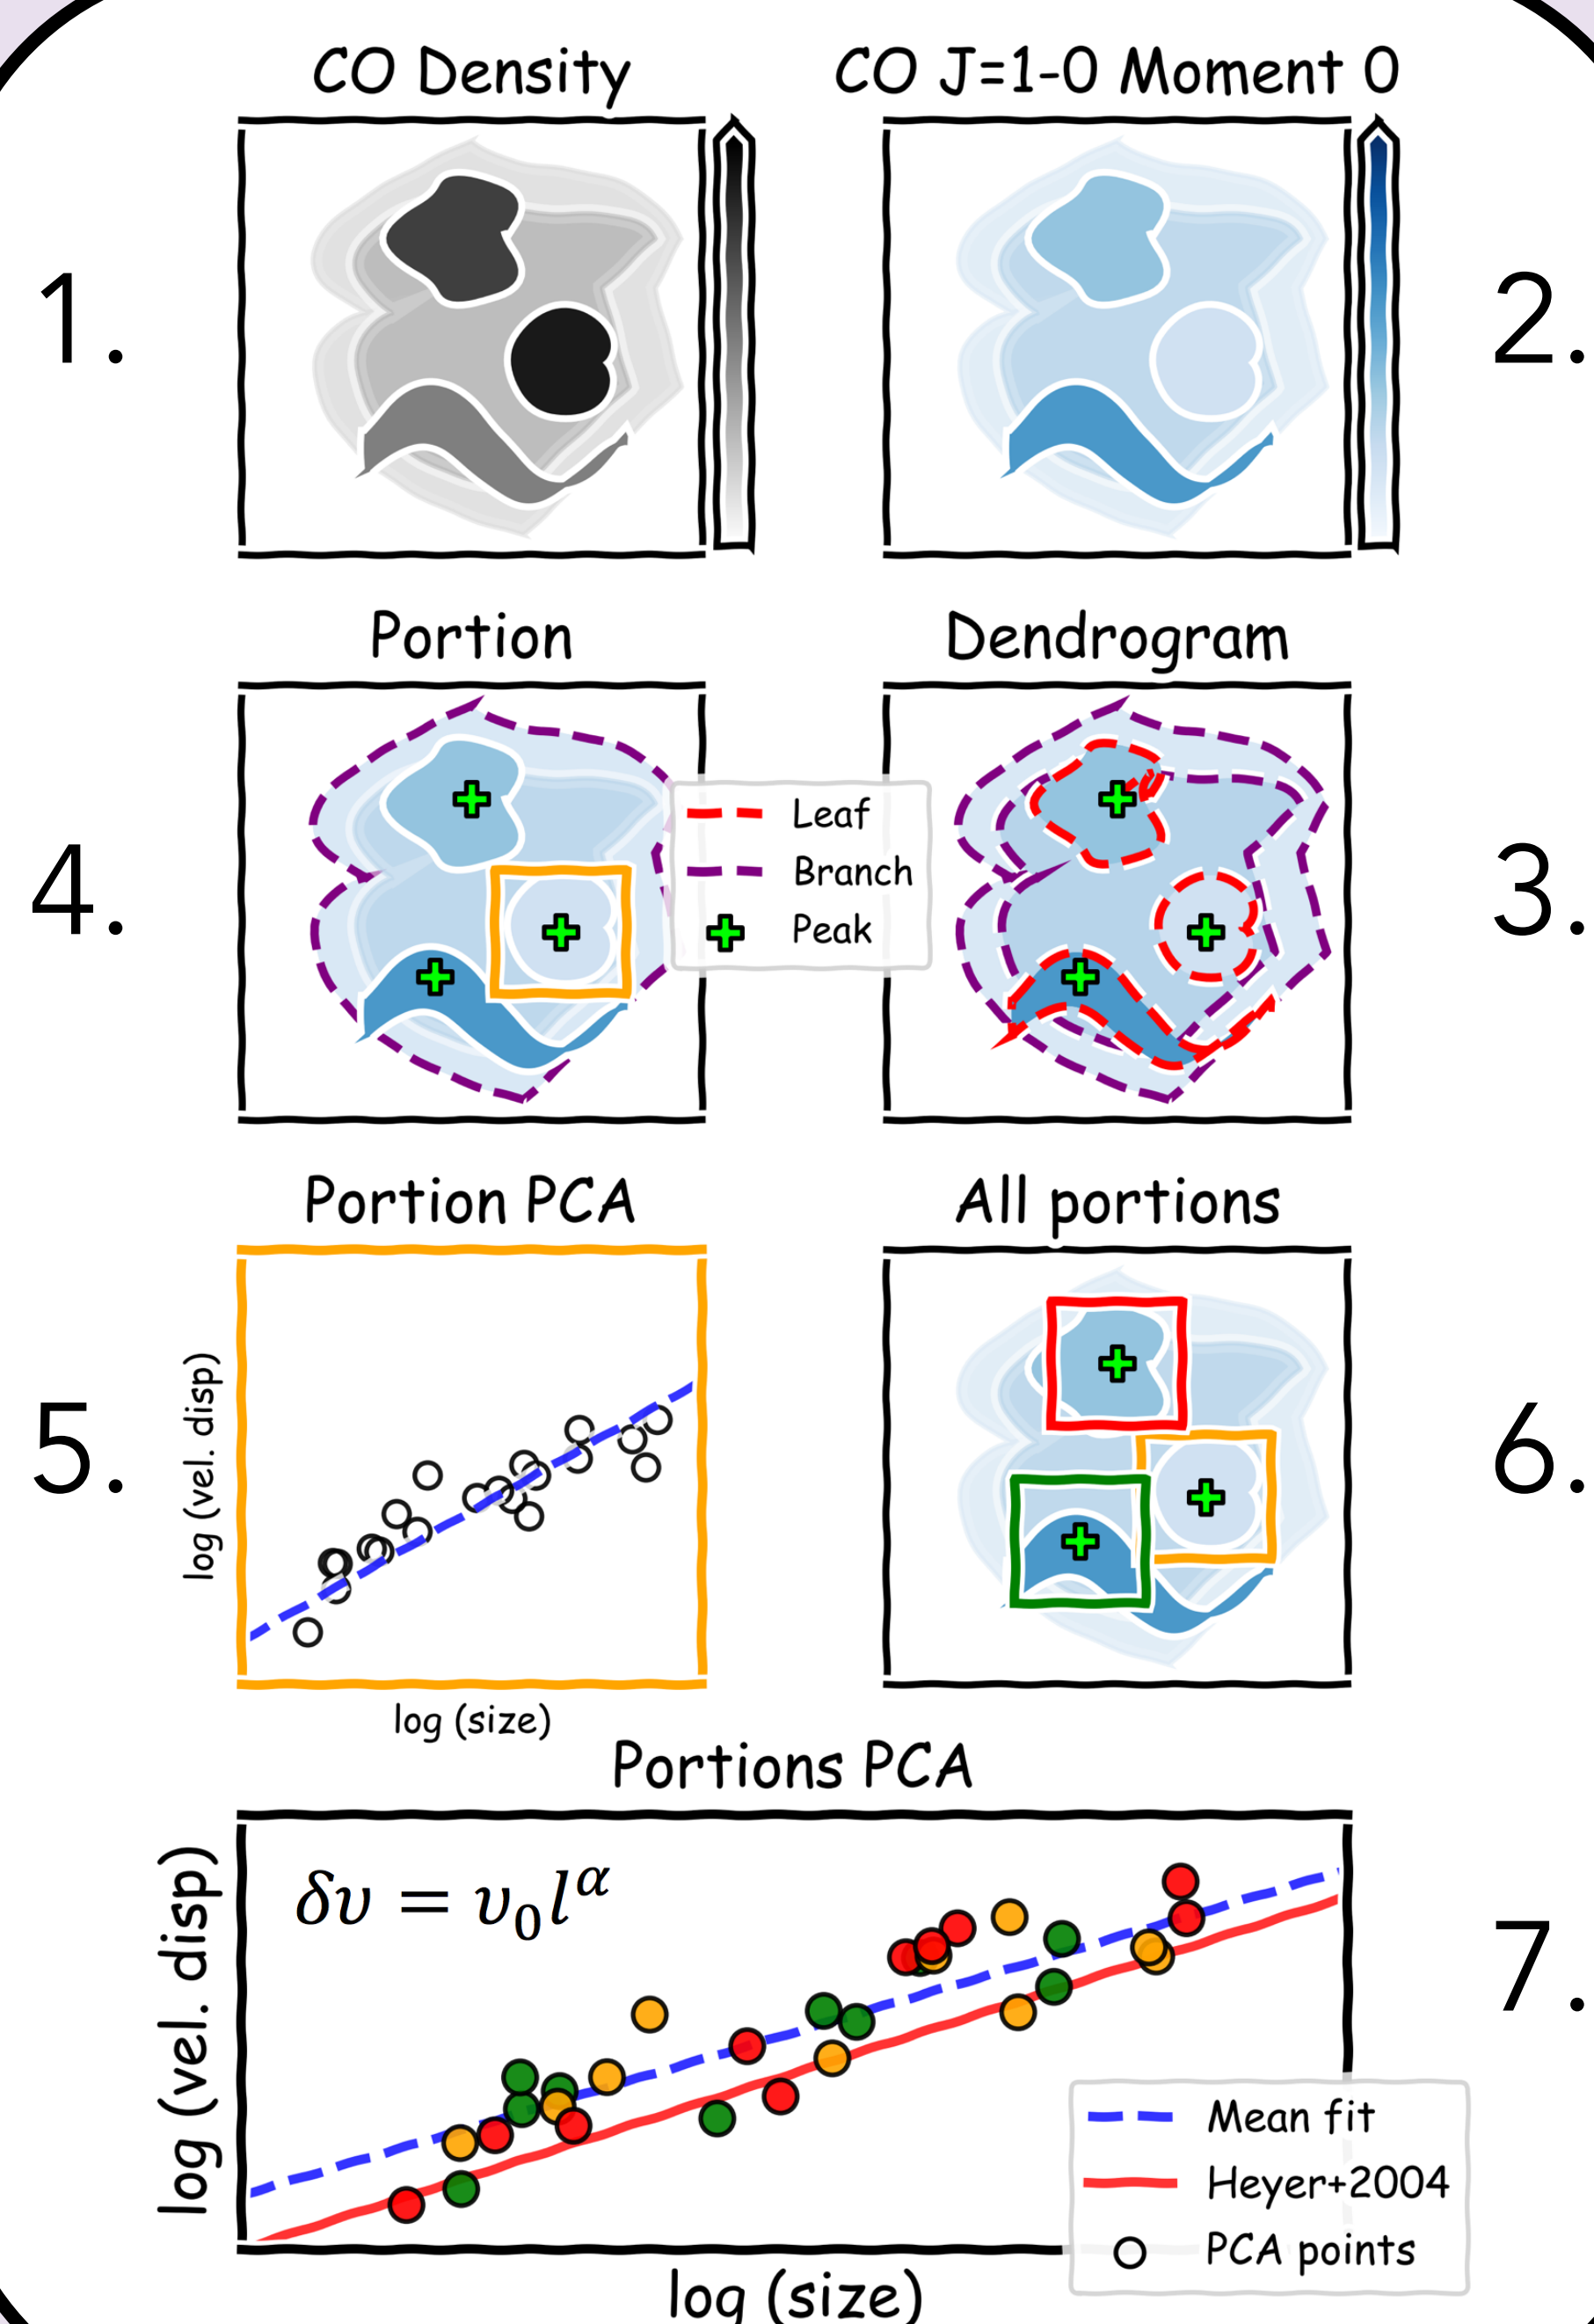 CO Density
CO J=1-0 Moment 0
1.
2.
Portion
Dendrogram
4.
Leaf
Branch
Peak
3.
Portion PCA
All portions
5.
log (vel. disp)
log (size)
6.
Portions PCA
log (vel. disp)
δυ = υ₀l^α
7.
Mean fit
Heyer+2004
PCA points
log (size)